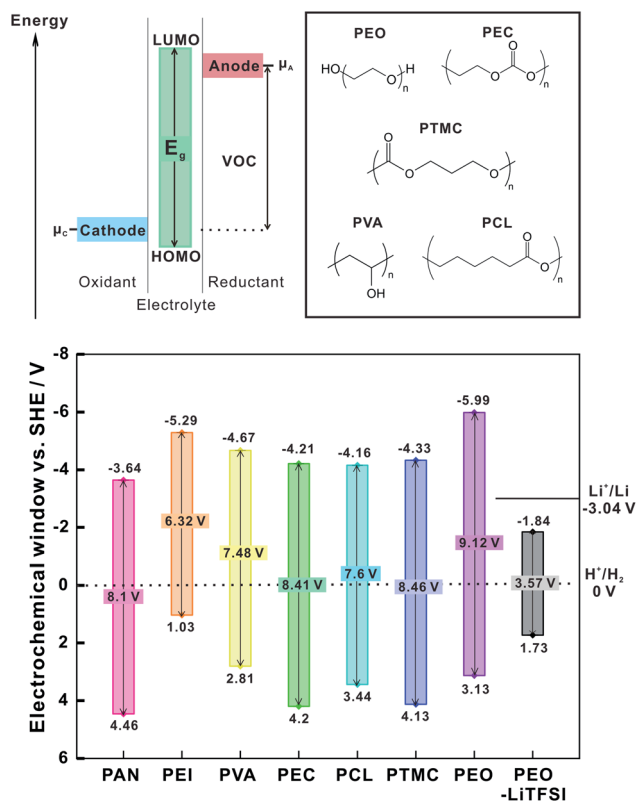 Energy
LUMO
Anode
μA
Eg
VOC
μC
Cathode
HOMO
Oxidant
Reductant
Electrolyte
PEO
PEC
HO
O
H
n
O
O
O
n
PTMC
O
O
O
n
PVA
PCL
n
OH
O
O
n
Electrochemical window vs. SHE / V
-8
-6
-4
-2
0
2
4
6
-3.64
8.1 V
4.46
-5.29
6.32 V
1.03
-4.67
7.48 V
2.81
-4.21
8.41 V
4.2
-4.16
7.6 V
3.44
-4.33
8.46 V
4.13
-5.99
9.12 V
3.13
-1.84
3.57 V
1.73
Li+/Li
-3.04 V
H+/H2
0 V
PAN
PEI
PVA
PEC
PCL
PTMC
PEO
PEO
-LiTFSI